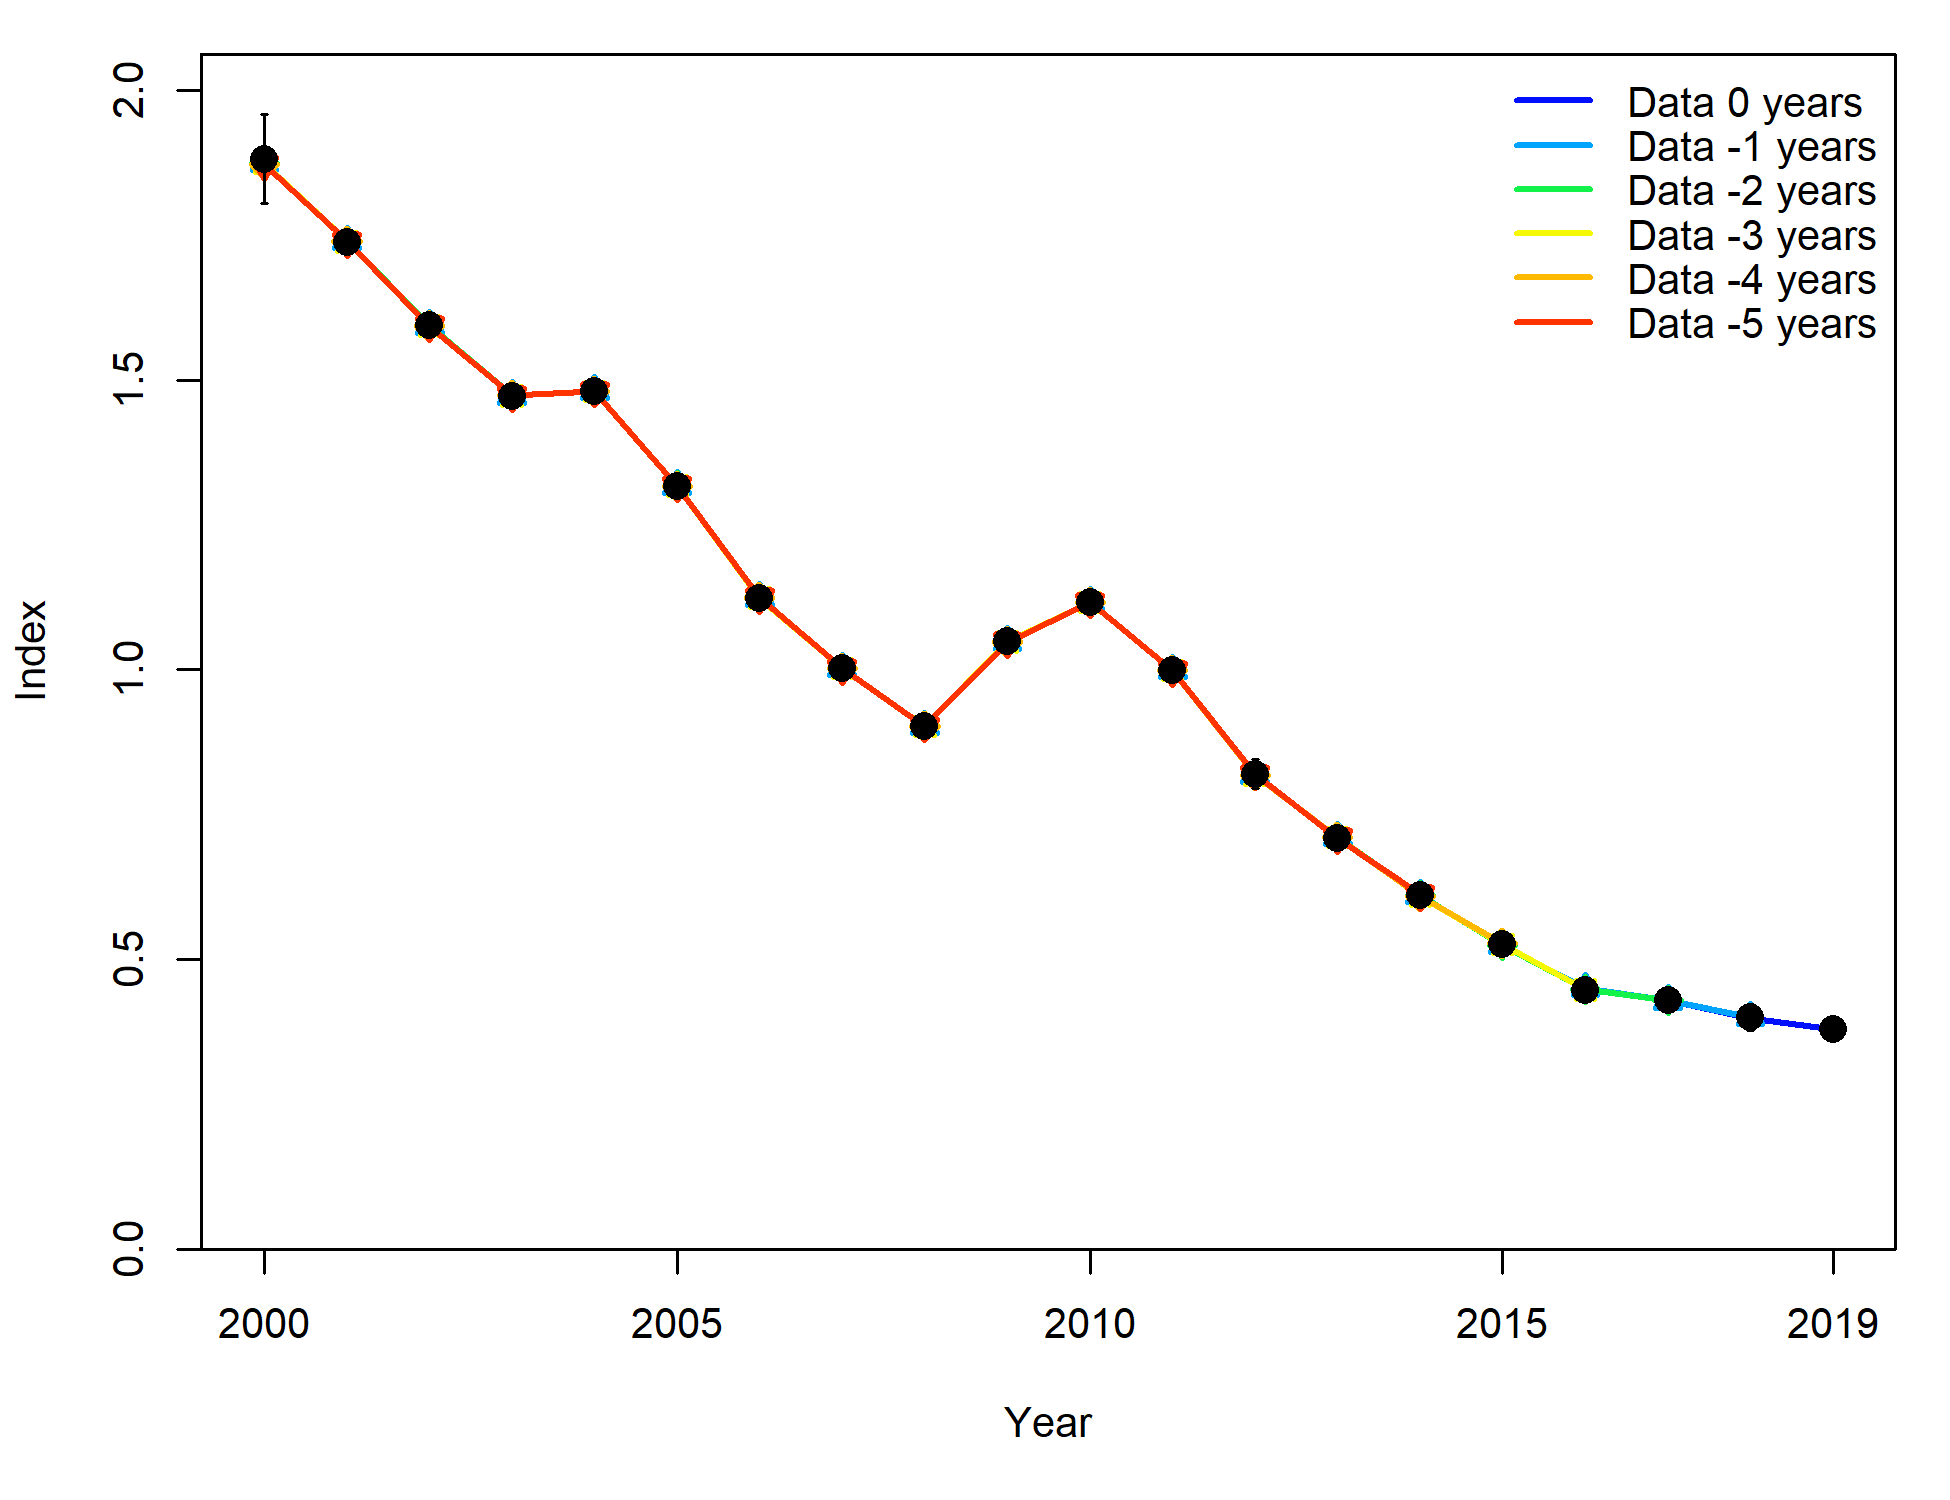 2.0
1.5
1.0
0.5
0.0
Index
Data 0 years
Data -1 years
Data -2 years
Data -3 years
Data -4 years
Data -5 years
2000 2005 2010 2015 2019
Year